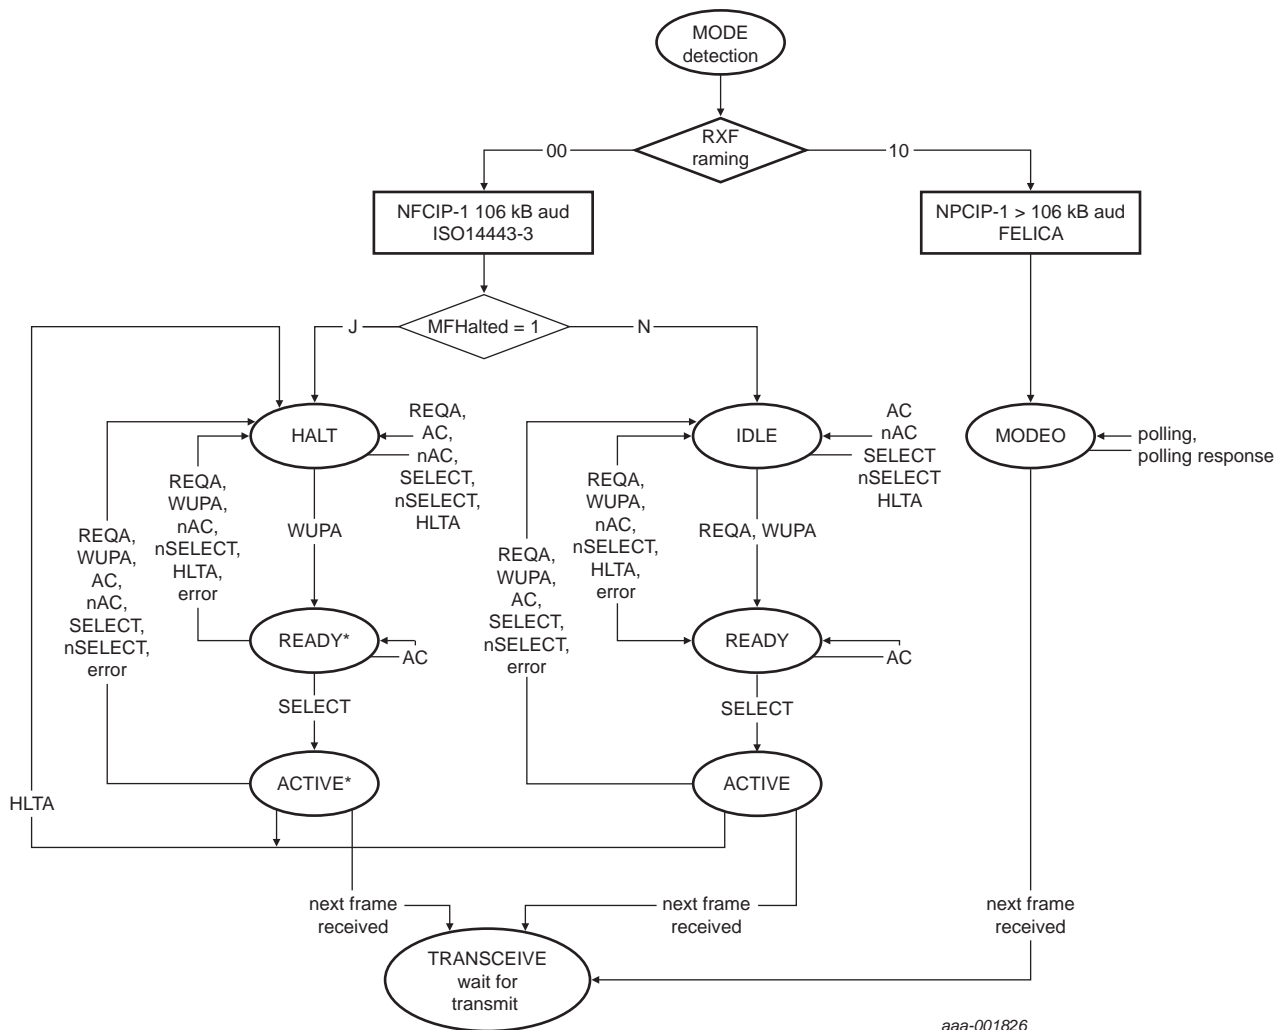 MODE
detection
RXF
raming
00
10
NFCIP-1 106 kB aud
ISO14443-3
NPCIP-1 > 106 kB aud
FELICA
J
MFHalted = 1
N
HALT
REQA,
AC,
nAC,
SELECT,
nSELECT,
HLTA
IDLE
AC
nAC
SELECT
nSELECT
HLTA
MODEO
polling,
polling response
REQA,
WUPA,
AC,
nAC,
SELECT,
nSELECT,
error
REQA,
WUPA,
nAC,
nSELECT,
HLTA,
error
WUPA
REQA,
WUPA,
AC,
SELECT,
nSELECT,
error
REQA,
WUPA,
nAC,
nSELECT,
HLTA,
error
REQA, WUPA
READY*
AC
READY
AC
SELECT
SELECT
ACTIVE*
ACTIVE
HLTA
next frame
received
next frame
received
next frame
received
TRANSCEIVE
wait for
transmit
aaa-001826